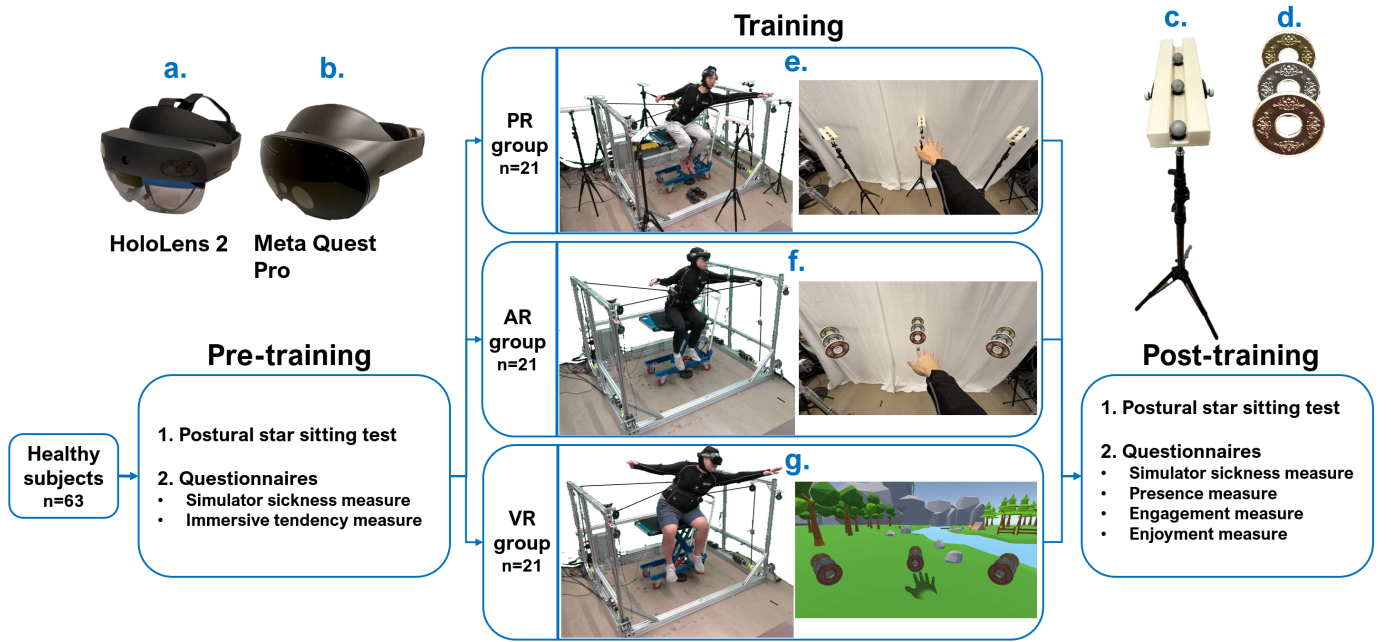 Training
a.
b.
HoloLens 2
Meta Quest
Pro
Pre-training
Healthy
subjects
n=63
1. Postural star sitting test
2. Questionnaires
• Simulator sickness measure
• Immersive tendency measure
PR
group
n=21
e.
AR
group
n=21
f.
VR
group
n=21
g.
c.
d.
Post-training
1. Postural star sitting test
2. Questionnaires
• Simulator sickness measure
• Presence measure
• Engagement measure
• Enjoyment measure